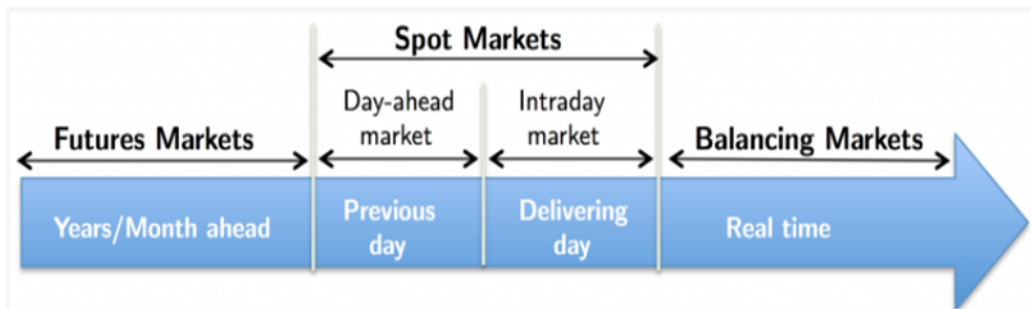 Spot Markets
Day-ahead
market
Intraday
market
Futures Markets
Balancing Markets
Years/Month ahead
Previous
day
Delivering
day
Real time